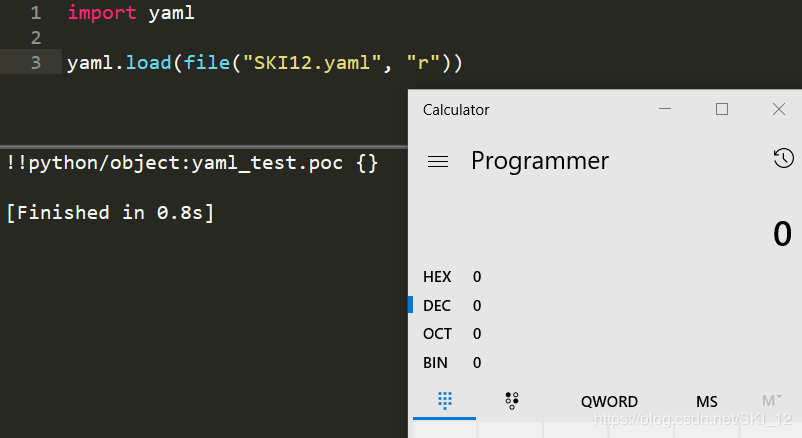 1 import yaml
2
3 yaml.load(file("SKI12.yaml", "r"))
!!python/object:yaml_test.poc {}
[Finished in 0.8s]
Calculator
Programmer
0
HEX 0
DEC 0
OCT 0
BIN 0
QWORD MS M
https://blog.csdn.net/SKI_12